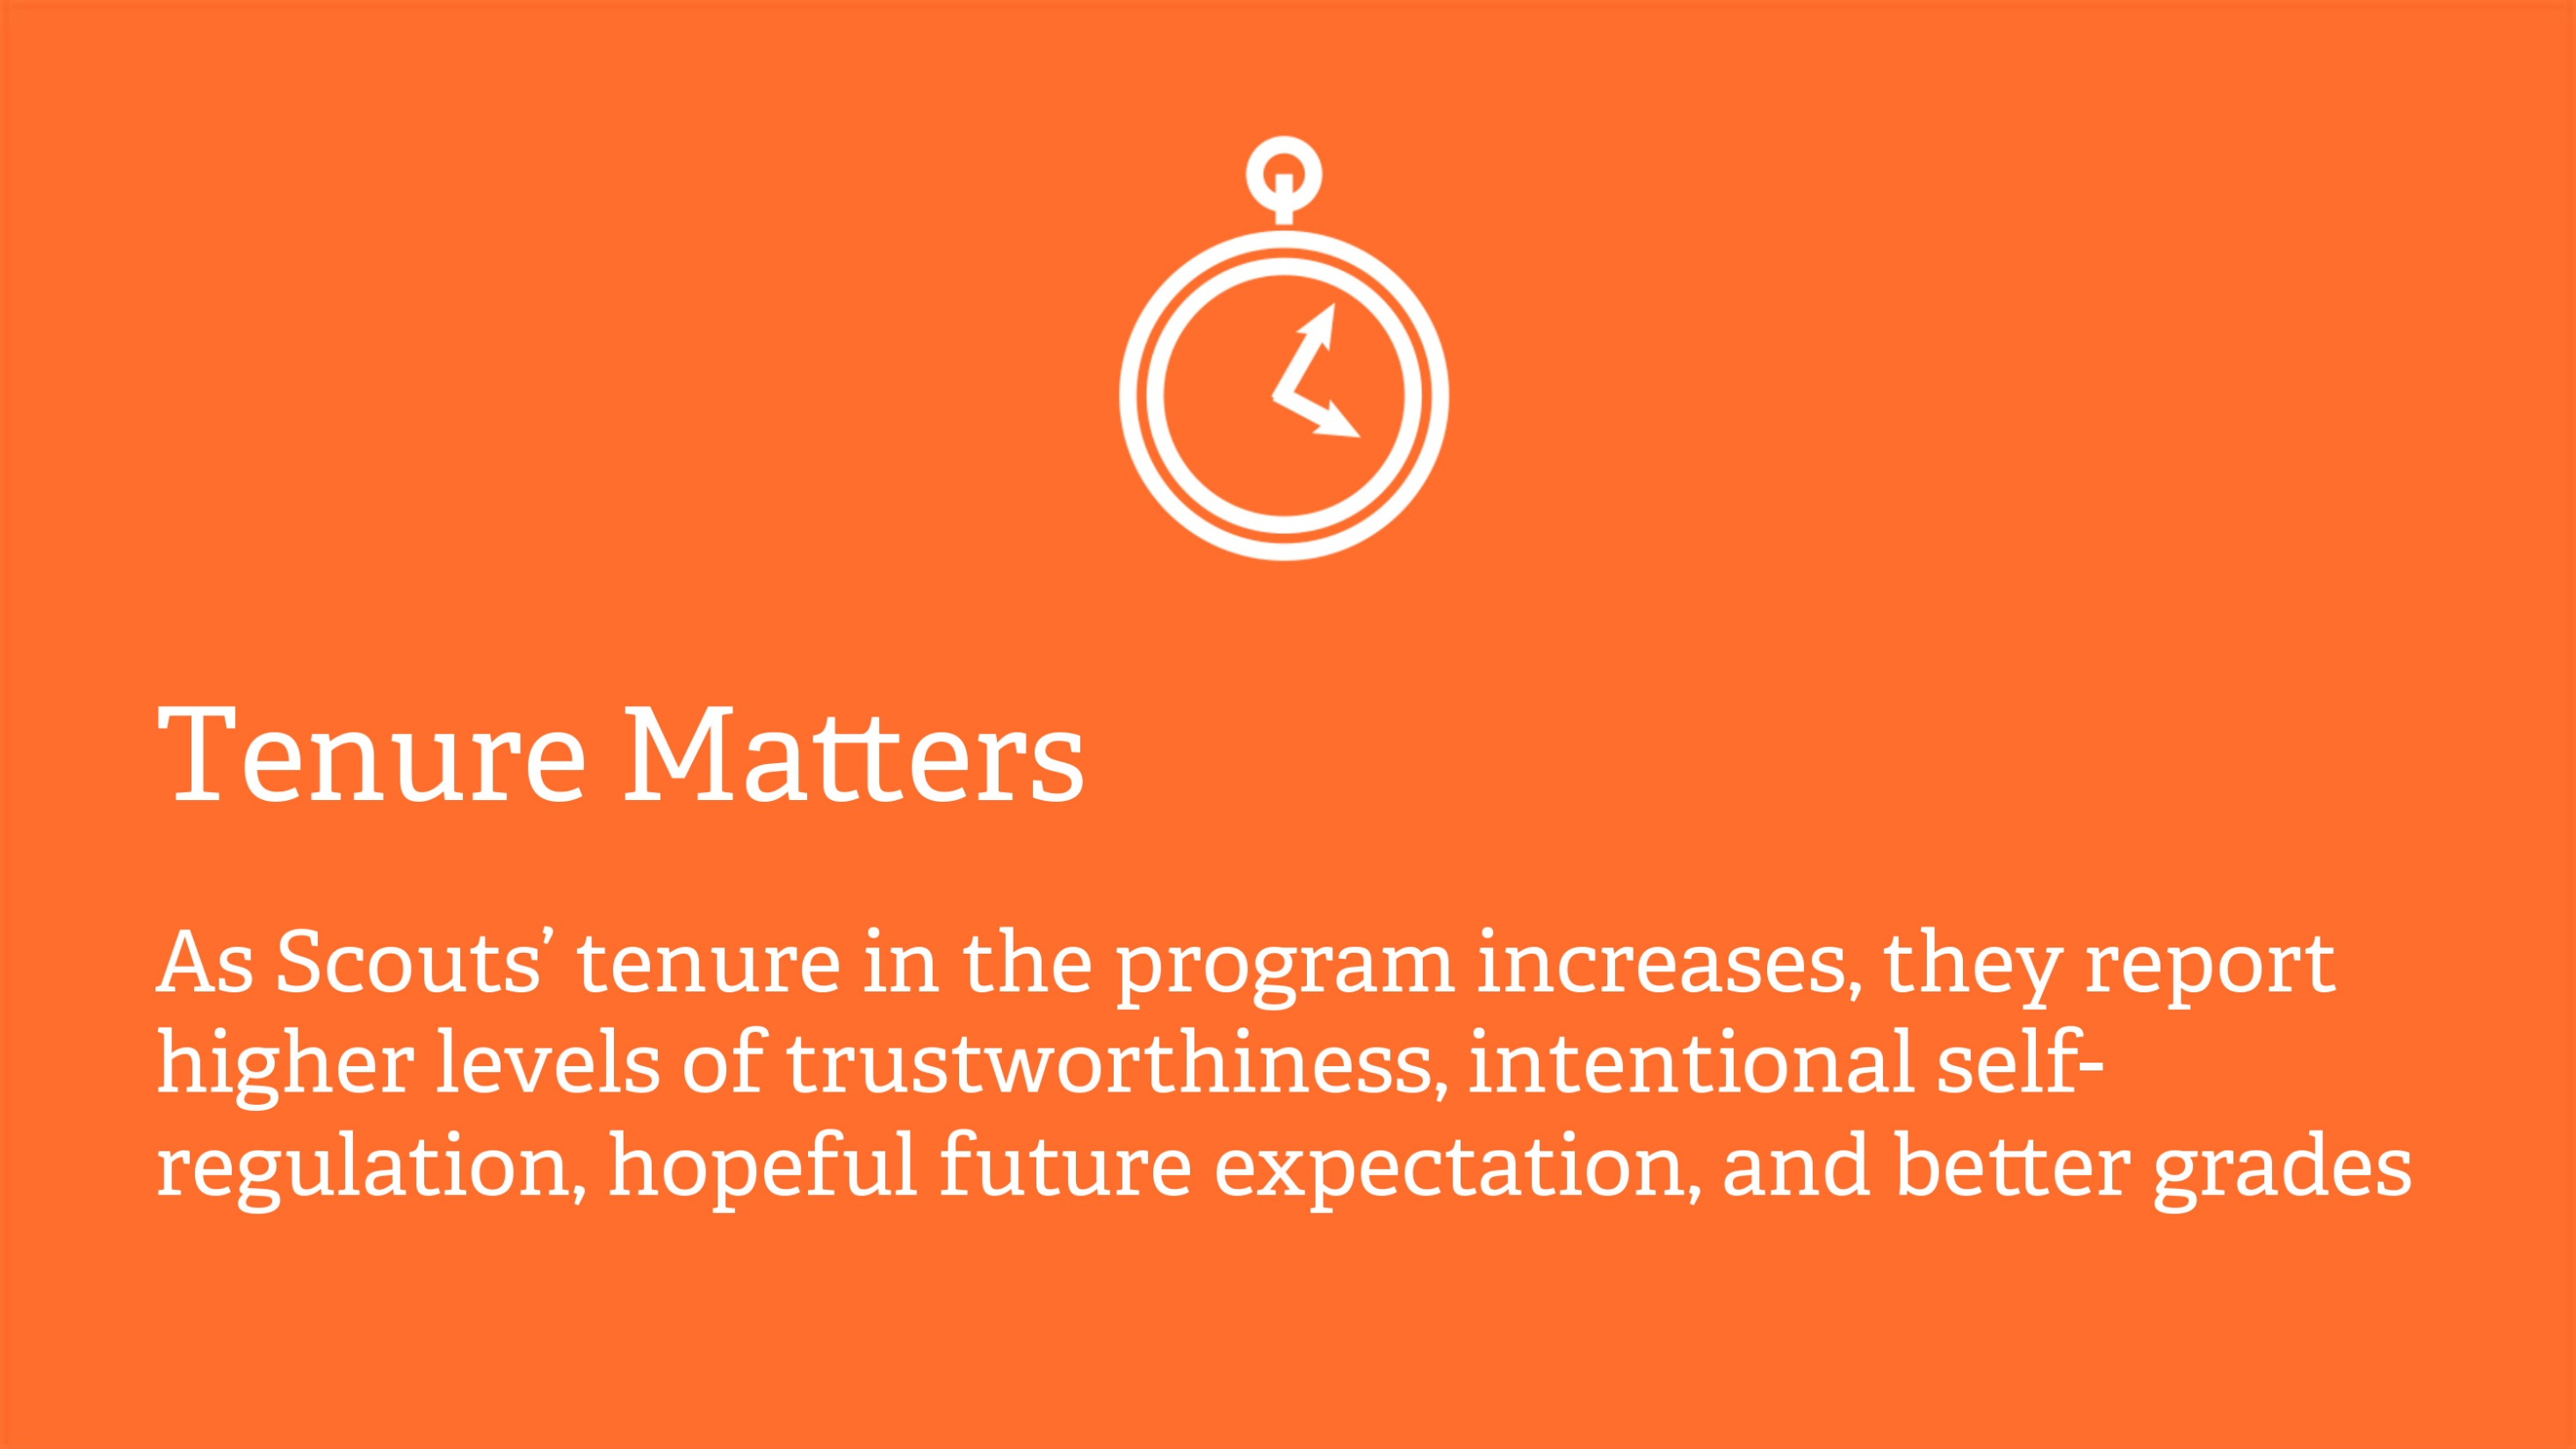 Tenure Matters
As Scouts’ tenure in the program increases, they report
higher levels of trustworthiness, intentional self-
regulation, hopeful future expectation, and better grades